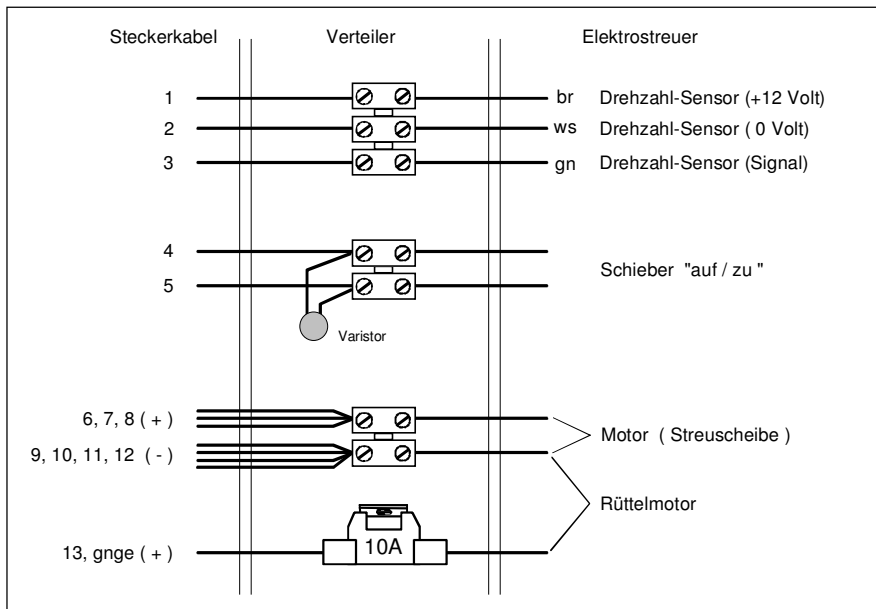 Steckerkabel Verteiler Elektrostreuer
1 br Drehzahl-Sensor (+12 Volt)
2 ws Drehzahl-Sensor ( 0 Volt)
3 gn Drehzahl-Sensor (Signal)
4
Schieber "auf / zu "
5
Varistor
6, 7, 8 ( + )
Motor ( Streuscheibe )
9, 10, 11, 12 ( - )
Rüttelmotor
13, gnge ( + ) 10A